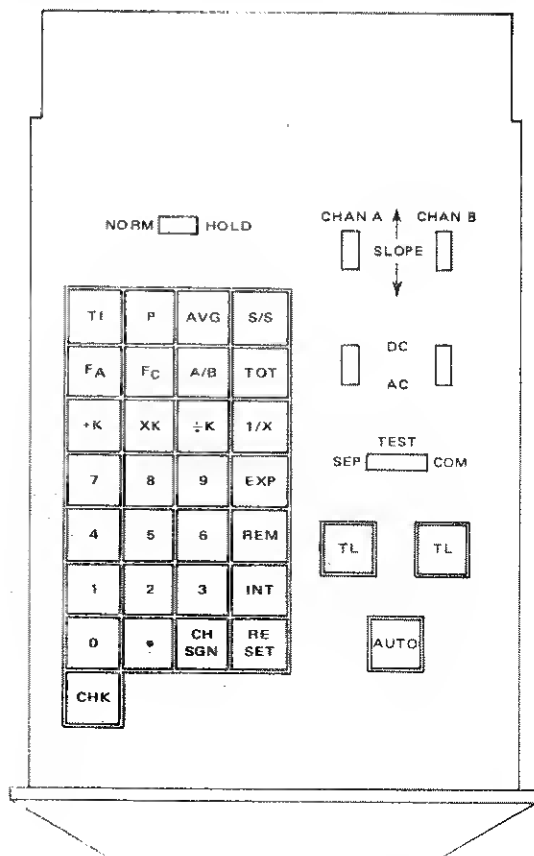 CHAN A CHAN B
NORM HOLD
SLOPE
TI P AVG S/S
DC
FA FC A/B TOT
AC
+K XK ÷K 1/X
TEST
SEP COM
7 8 9 EXP
4 5 6 REM
TL TL
1 2 3 INT
0 • CH SGN RE SET
AUTO
CHK